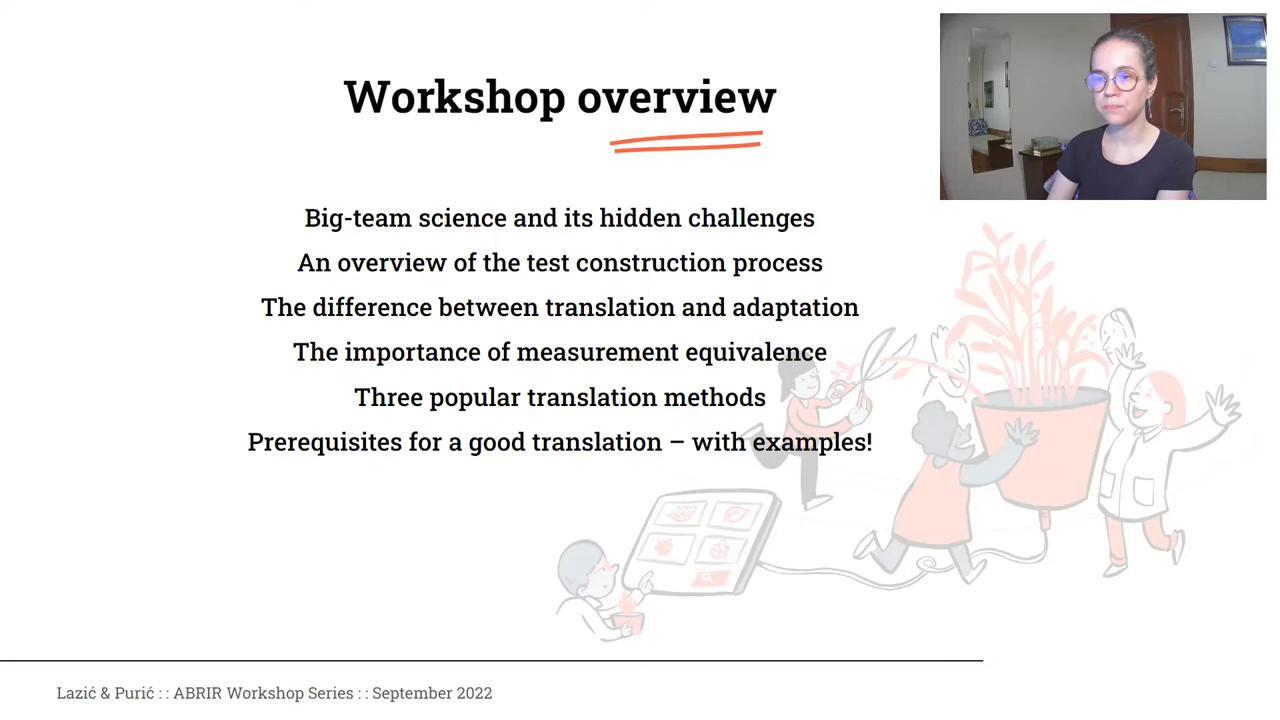 Workshop overview
Big-team science and its hidden challenges
An overview of the test construction process
The difference between translation and adaptation
The importance of measurement equivalence
Three popular translation methods
Prerequisites for a good translation – with examples!
Lazić & Purić : : ABRIR Workshop Series : : September 2022